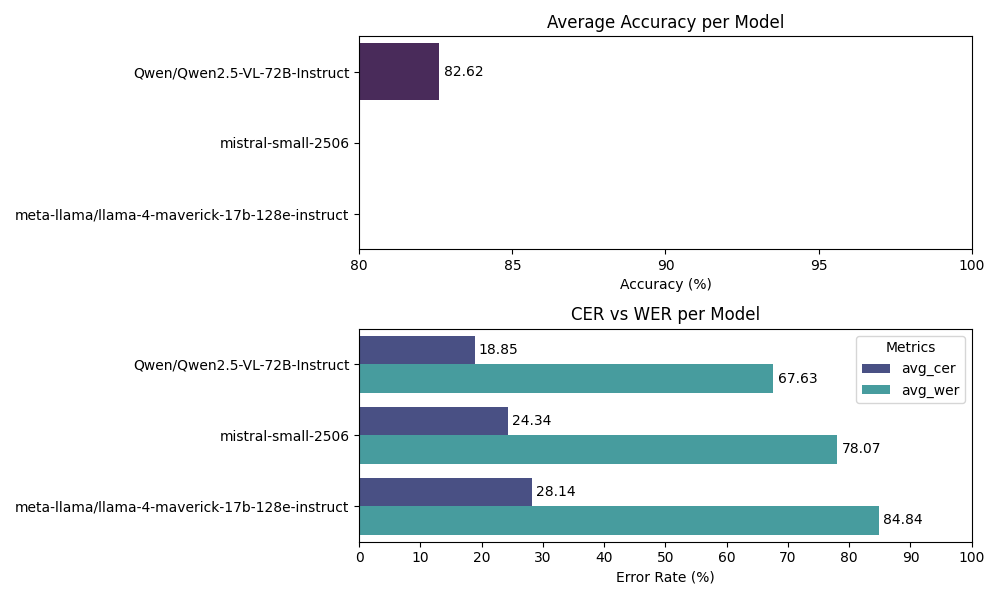 Average Accuracy per Model
Qwen/Qwen2.5-VL-72B-Instruct 82.62
mistral-small-2506
meta-llama/llama-4-maverick-17b-128e-instruct
80 85 90 95 100
Accuracy (%)
CER vs WER per Model
Metrics
avg_cer
avg_wer
Qwen/Qwen2.5-VL-72B-Instruct 18.85
67.63
mistral-small-2506 24.34
78.07
meta-llama/llama-4-maverick-17b-128e-instruct 28.14
84.84
0 10 20 30 40 50 60 70 80 90 100
Error Rate (%)